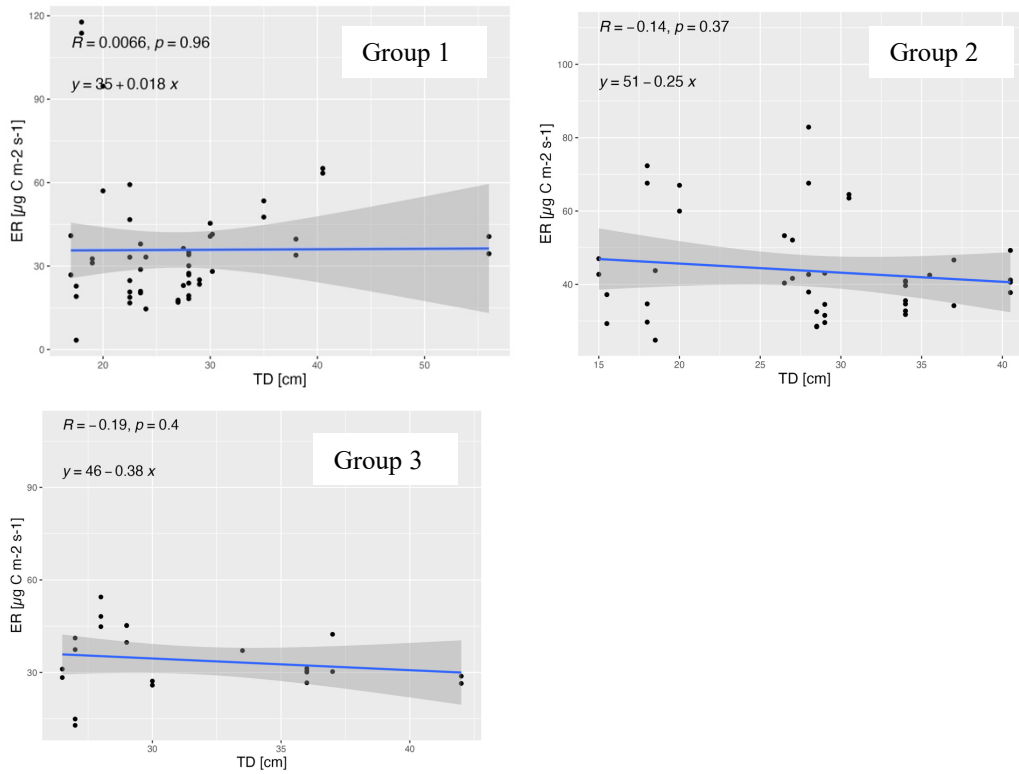 120
90
60
30
0
R = 0.0066, p = 0.96
y = 35 + 0.018 x
Group 1
ER [µg C m-2 s-1]
20 30 40 50
TD [cm]
R = −0.14, p = 0.37
y = 51 − 0.25 x
Group 2
100
80
60
40
ER [µg C m-2 s-1]
15 20 25 30 35 40
TD [cm]
R = −0.19, p = 0.4
y = 46 − 0.38 x
Group 3
90
60
30
ER [µg C m-2 s-1]
30 35 40
TD [cm]